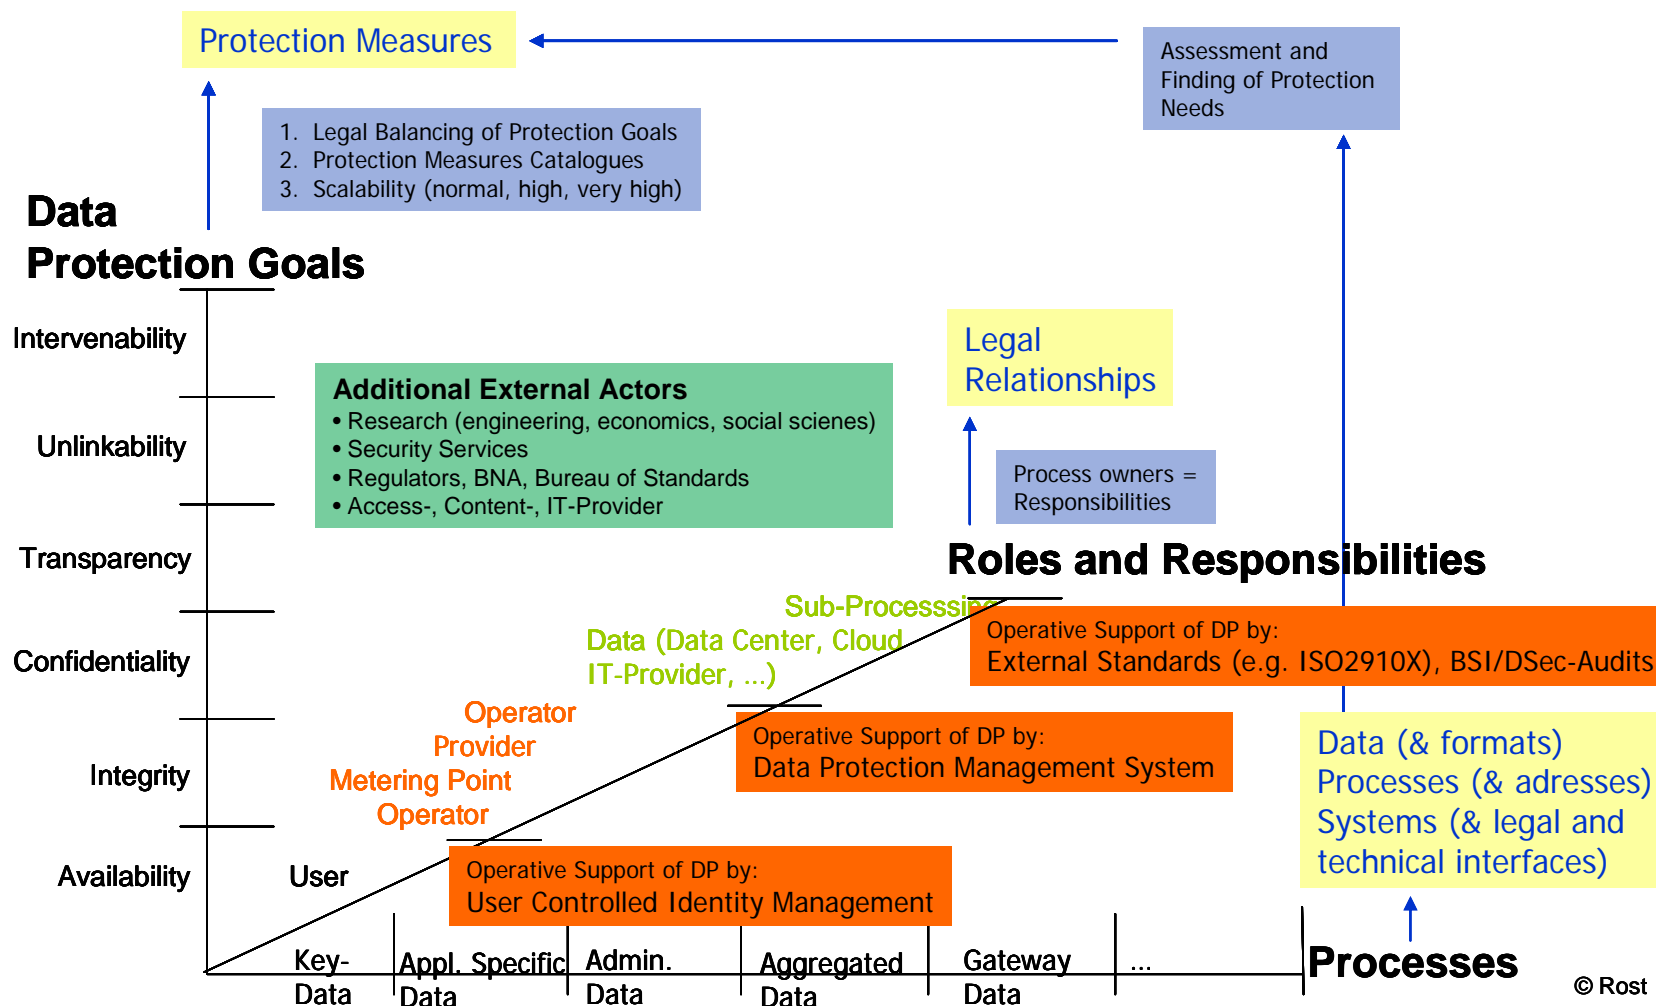 Protection Measures
Assessment and
Finding of Protection
Needs
1. Legal Balancing of Protection Goals
2. Protection Measures Catalogues
3. Scalability (normal, high, very high)
Data
Protection Goals
Intervenability
Unlinkability
Transparency
Confidentiality
Integrity
Availability
Additional External Actors
• Research (engineering, economics, social scienes)
• Security Services
• Regulators, BNA, Bureau of Standards
• Access-, Content-, IT-Provider
Legal
Relationships
Process owners =
Responsibilities
Roles and Responsibilities
Sub-Processsing
Data (Data Center, Cloud
IT-Provider, ...)
Operative Support of DP by:
External Standards (e.g. ISO2910X), BSI/DSec-Audits
Operator
Provider
Metering Point
Operator
Operative Support of DP by:
Data Protection Management System
User
Operative Support of DP by:
User Controlled Identity Management
Data (& formats)
Processes (& adresses)
Systems (& legal and
technical interfaces)
Key-
Data
Appl. Specific
Data
Admin.
Data
Aggregated
Data
Gateway
Data
...
Processes
© Rost